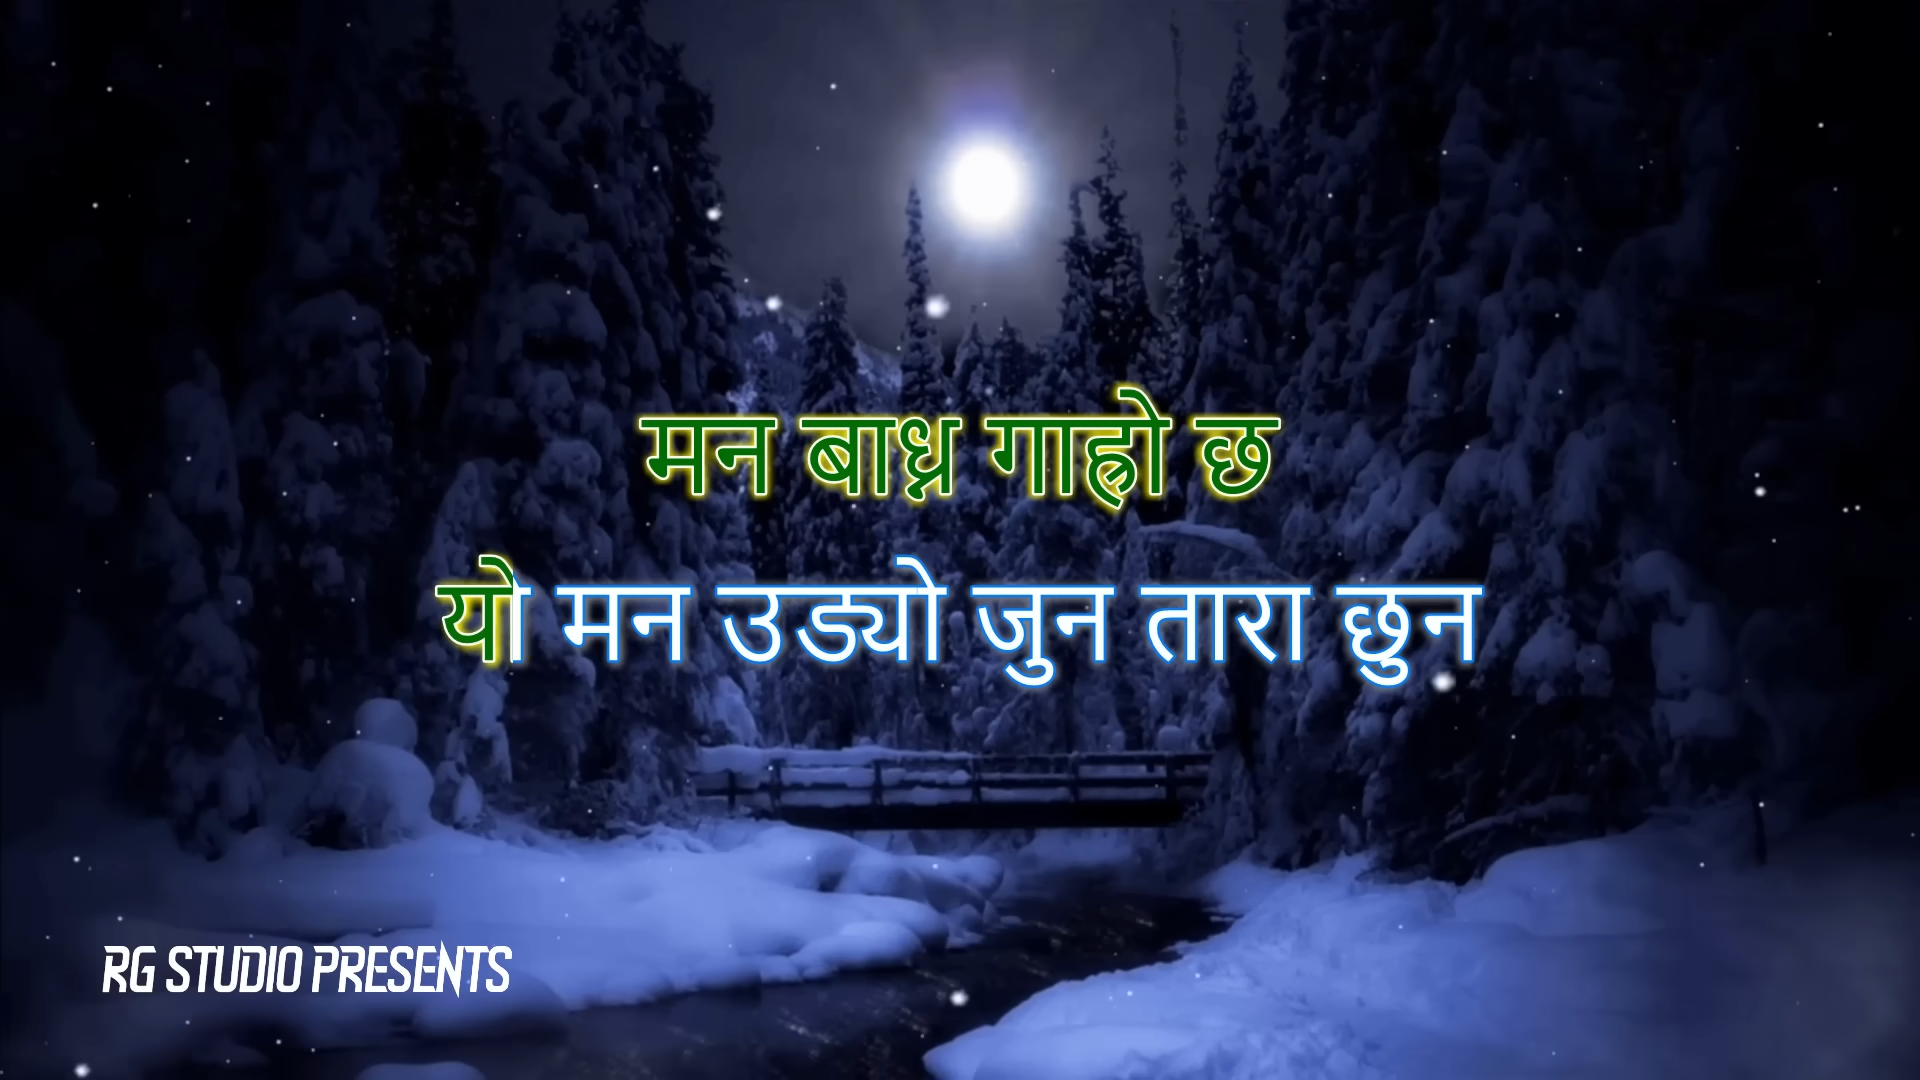 मन बाध्न गाह्रो छ
यो मन उड्यो जुन तारा छुन
RG STUDIO PRESENTS